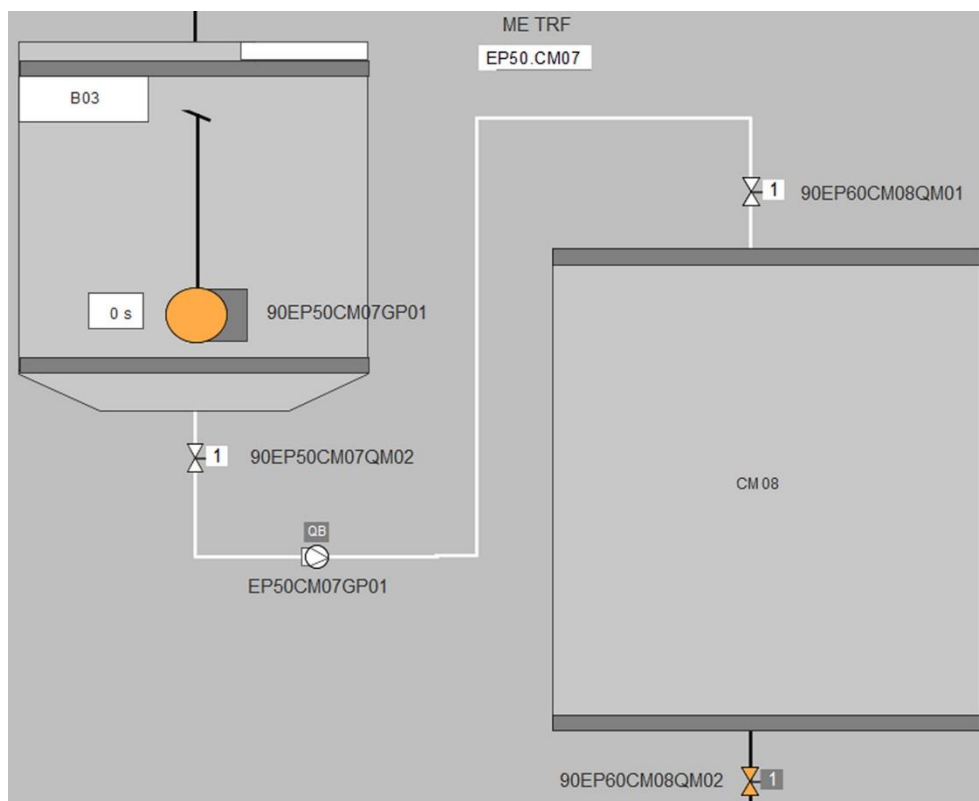 ME TRF
EP50.CM07
B03
1 90EP60CM08QM01
0 s
90EP50CM07GP01
1 90EP50CM07QM02
CM 08
QB
EP50CM07GP01
90EP60CM08QM02 1